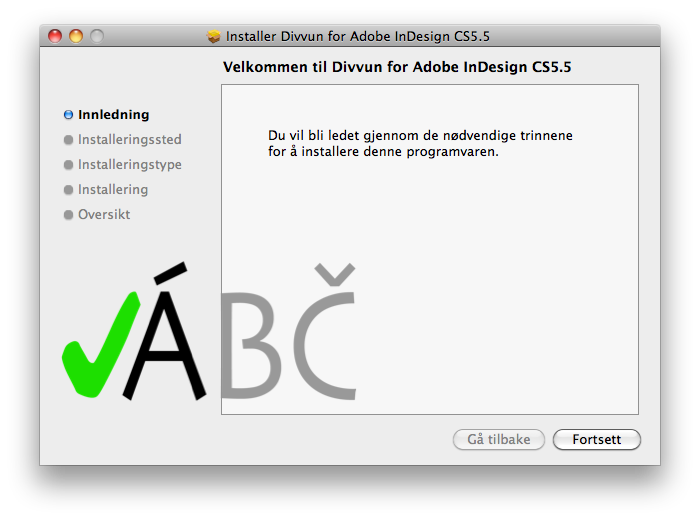 Installer Divvun for Adobe InDesign CS5.5
Velkommen til Divvun for Adobe InDesign CS5.5
Innledning
Installeringssted
Installeringstype
Installering
Oversikt
Du vil bli ledet gjennom de nødvendige trinnene
for å installere denne programvaren.
ÁBČ
Gå tilbake
Fortsett